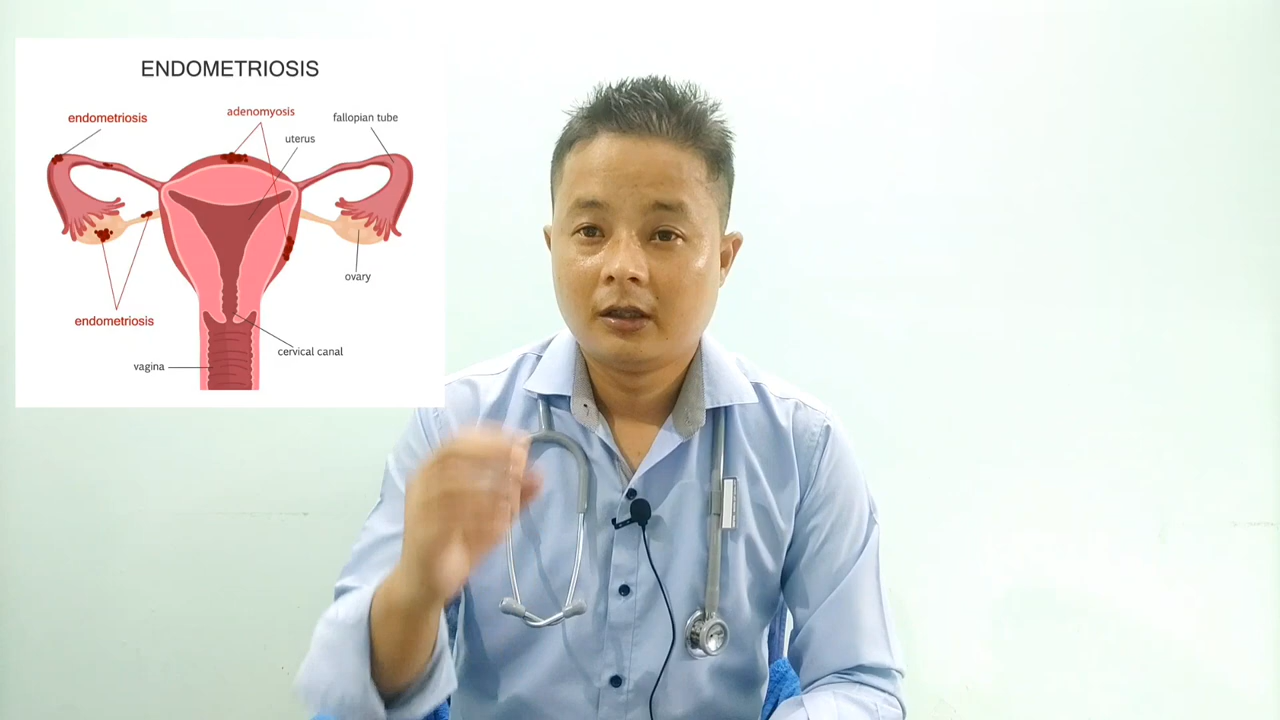 ENDOMETRIOSIS
endometriosis
adenomyosis
fallopian tube
uterus
ovary
endometriosis
cervical canal
vagina